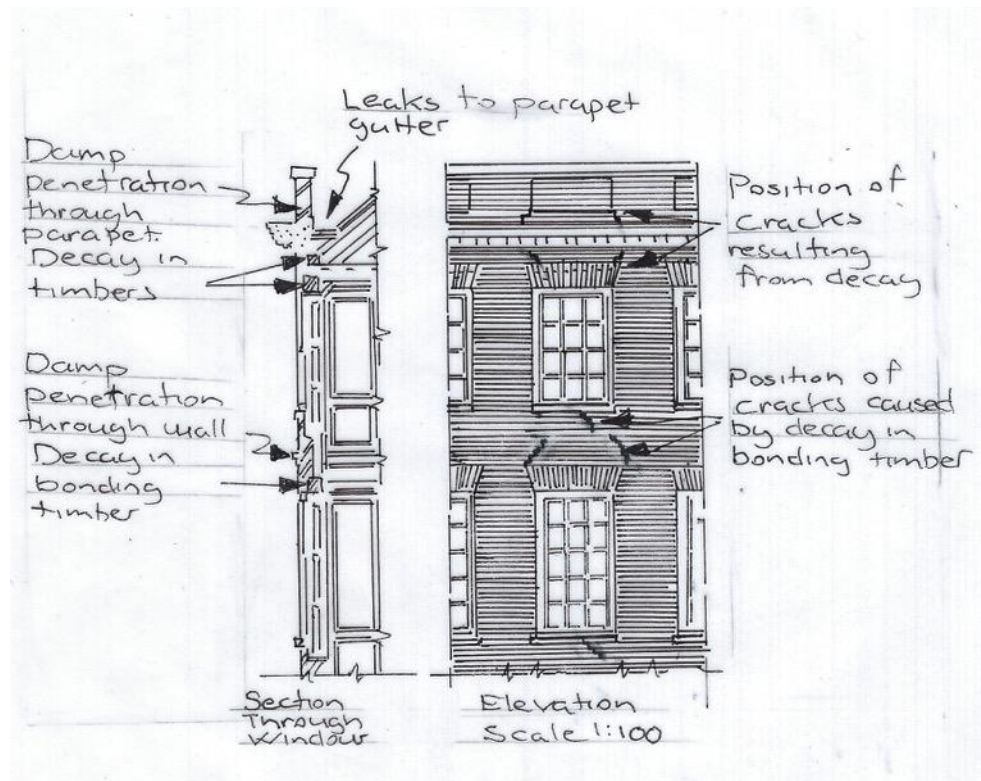 Leaks to parapet
gutter
Damp
penetration
through
parapet.
Decay in
timbers
Damp
penetration
through wall
Decay in
bonding
timber
Position of
cracks
resulting
from decay
Position of
cracks caused
by decay in
bonding timber
Section
Through
Window
Elevation
Scale 1:100